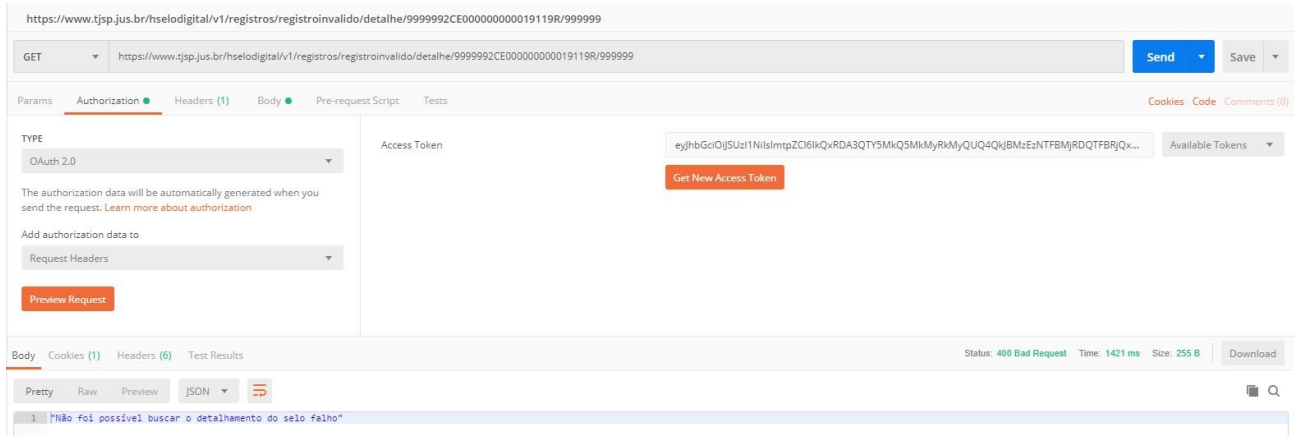 https://www.tjsp.jus.br/hselodigital/v1/registros/registroinvalido/detalhe/9999992CE000000000019119R/999999
GET https://www.tjsp.jus.br/hselodigital/v1/registros/registroinvalido/detalhe/9999992CE000000000019119R/999999 Send Save
Params Authorization Headers (1) Body Pre-request Script Tests Cookies Code Comments (0)
TYPE
OAuth 2.0
The authorization data will be automatically generated when you
send the request. Learn more about authorization
Add authorization data to
Request Headers
Preview Request
Access Token Available Tokens
Get New Access Token
Body Cookies (1) Headers (6) Test Results Status: 400 Bad Request Time: 1421 ms Size: 255 B Download
Pretty Raw Preview JSON
1 "Não foi possível buscar o detalhamento do selo falho"